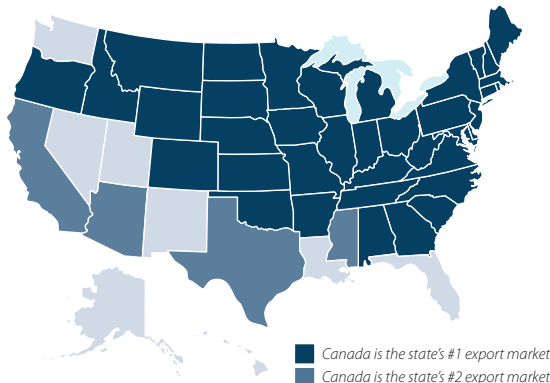 Canada is the state's #1 export market
Canada is the state's #2 export market